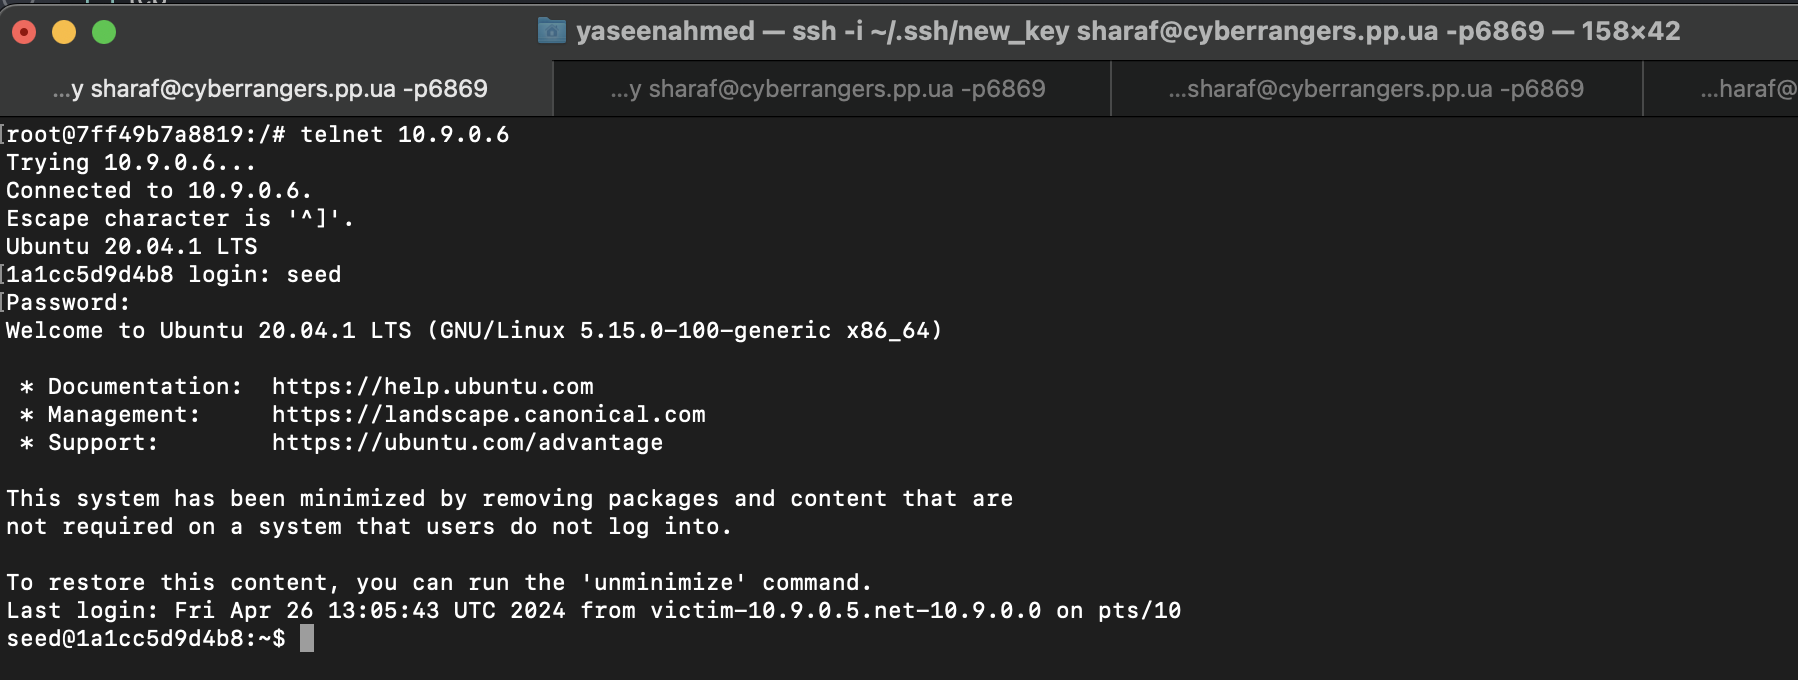 yaseenahmed — ssh -i ~/.ssh/new_key sharaf@cyberrangers.pp.ua -p6869 — 158×42
...y sharaf@cyberrangers.pp.ua -p6869
...y sharaf@cyberrangers.pp.ua -p6869
...sharaf@cyberrangers.pp.ua -p6869
...haraf@
[root@7ff49b7a8819:/# telnet 10.9.0.6
Trying 10.9.0.6...
Connected to 10.9.0.6.
Escape character is '^]'.
Ubuntu 20.04.1 LTS
[1a1cc5d9d4b8 login: seed
[Password:
Welcome to Ubuntu 20.04.1 LTS (GNU/Linux 5.15.0-100-generic x86_64)
* Documentation:  https://help.ubuntu.com
* Management:     https://landscape.canonical.com
* Support:        https://ubuntu.com/advantage
This system has been minimized by removing packages and content that are
not required on a system that users do not log into.
To restore this content, you can run the 'unminimize' command.
Last login: Fri Apr 26 13:05:43 UTC 2024 from victim-10.9.0.5.net-10.9.0.0 on pts/10
seed@1a1cc5d9d4b8:~$